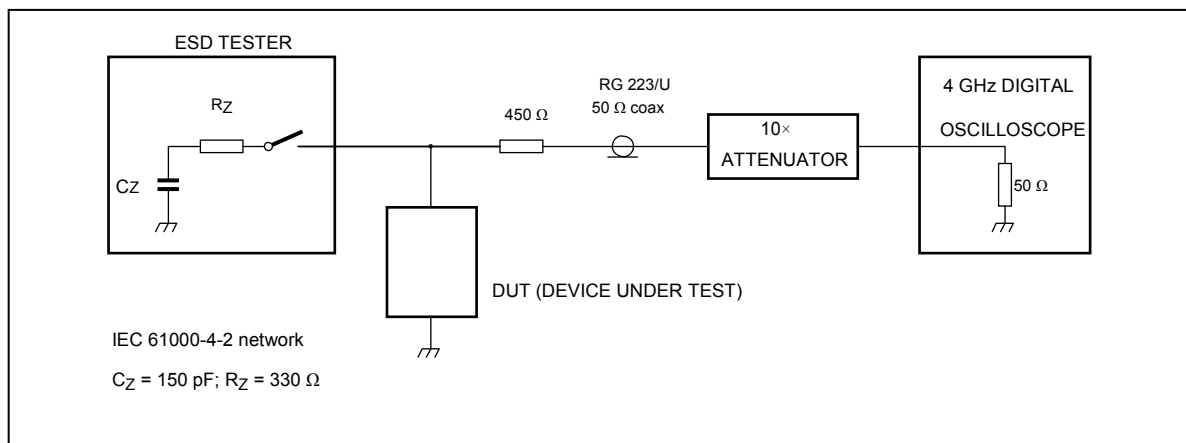 ESD TESTER
RZ
CZ
450 Ω
RG 223/U
50 Ω coax
10×
ATTENUATOR
4 GHz DIGITAL
OSCILLOSCOPE
50 Ω
DUT (DEVICE UNDER TEST)
IEC 61000-4-2 network
CZ = 150 pF; RZ = 330 Ω